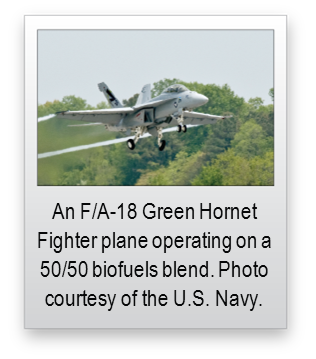 An F/A-18 Green Hornet
Fighter plane operating on a
50/50 biofuels blend. Photo
courtesy of the U.S. Navy.